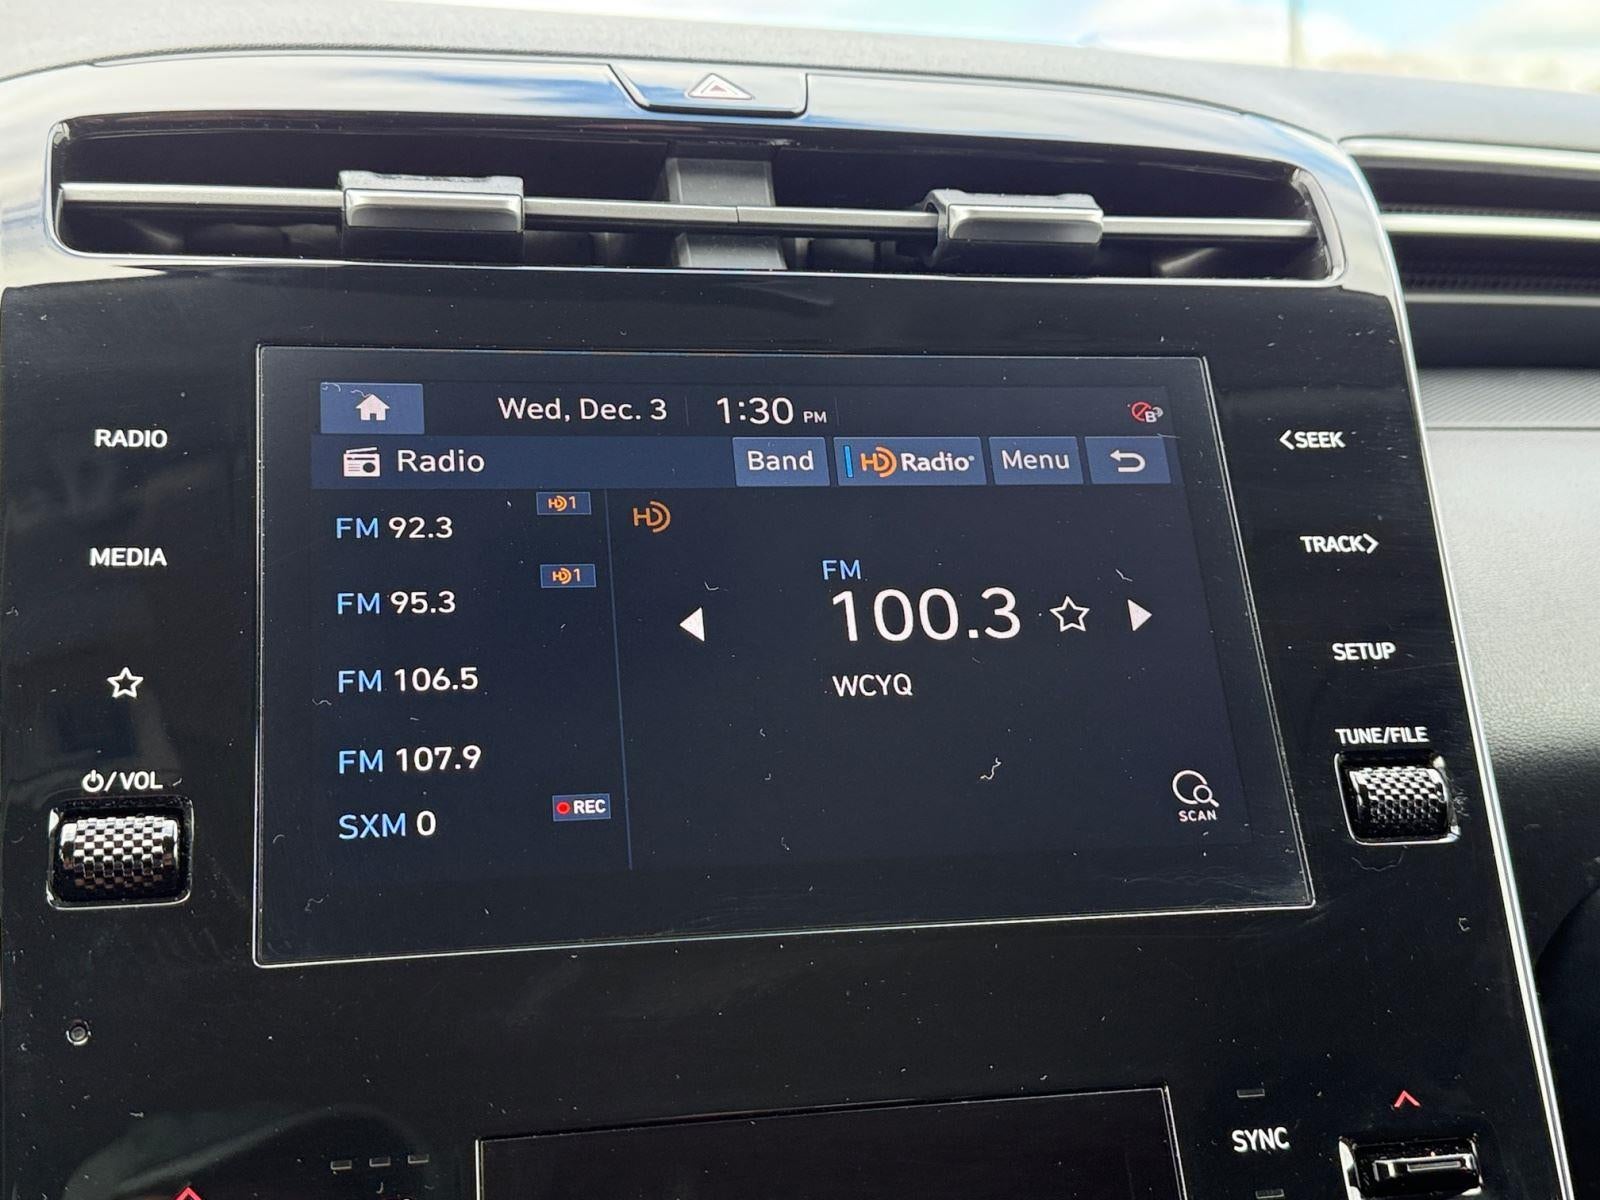 Wed, Dec. 3 1:30 PM
Radio Band HD Radio Menu
FM 92.3 HD1
FM 95.3 HD1
FM 106.5
FM 107.9
SXM 0 REC
HD
FM
100.3
WCYQ
SCAN
RADIO
MEDIA
/ VOL
<SEEK
TRACK>
SETUP
TUNE/FILE
SYNC
B